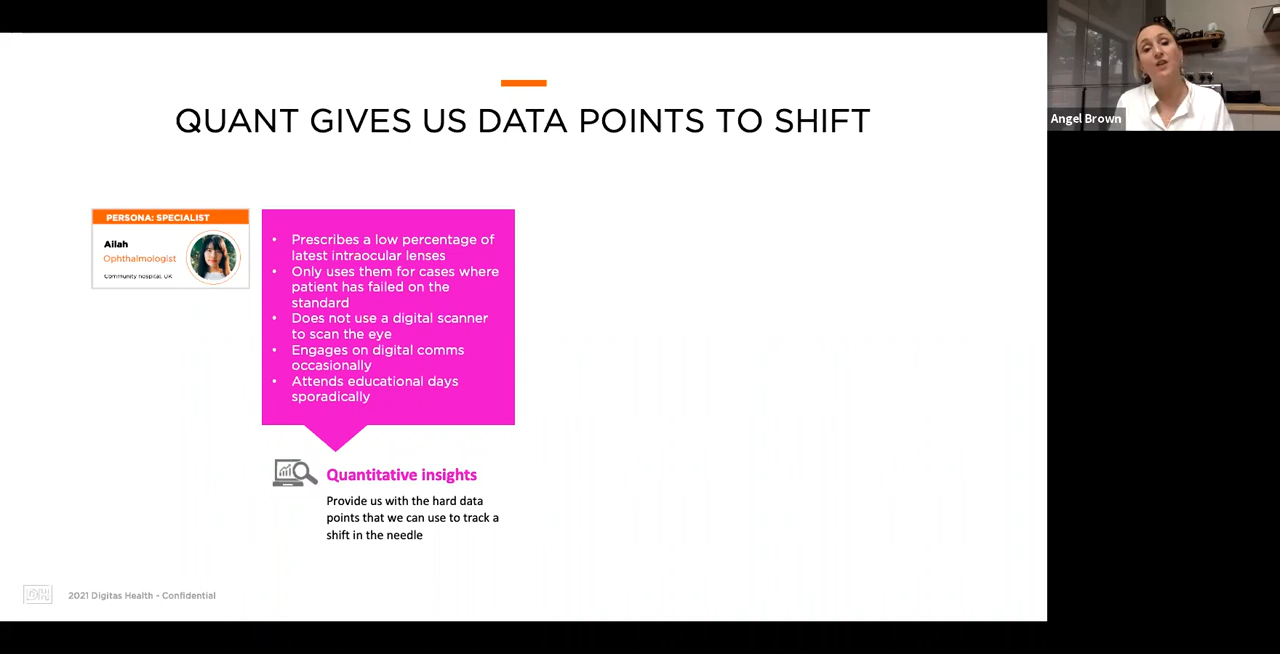 QUANT GIVES US DATA POINTS TO SHIFT
Angel Brown
PERSONA: SPECIALIST
Ailah
Ophthalmologist
Community hospital, UK
• Prescribes a low percentage of
latest intraocular lenses
• Only uses them for cases where
patient has failed on the
standard
• Does not use a digital scanner
to scan the eye
• Engages on digital comms
occasionally
• Attends educational days
sporadically
Quantitative insights
Provide us with the hard data
points that we can use to track a
shift in the needle
DH
2021 Digitas Health - Confidential